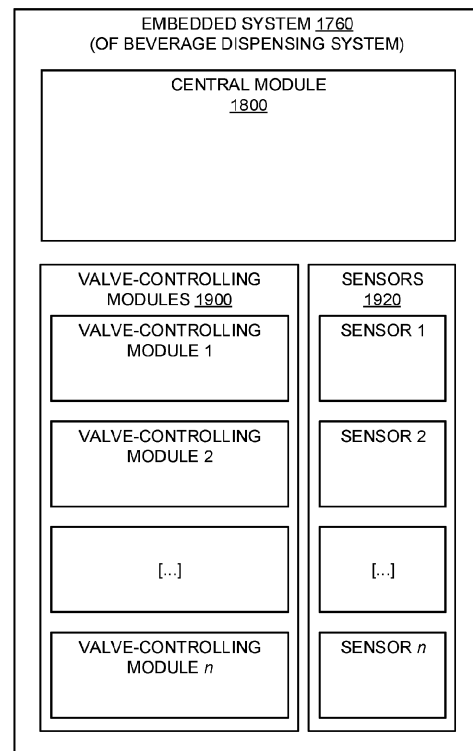 EMBEDDED SYSTEM 1760
(OF BEVERAGE DISPENSING SYSTEM)
CENTRAL MODULE
1800
VALVE-CONTROLLING
MODULES 1900
VALVE-CONTROLLING
MODULE 1
VALVE-CONTROLLING
MODULE 2
[...]
VALVE-CONTROLLING
MODULE n
SENSORS
1920
SENSOR 1
SENSOR 2
[...]
SENSOR n